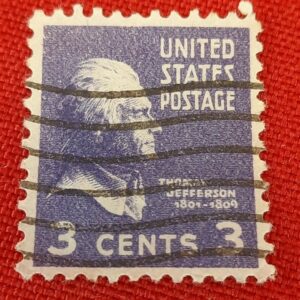 UNITED
STATES
POSTAGE
THOMAS
JEFFERSON
1801-1809
3 CENTS 3